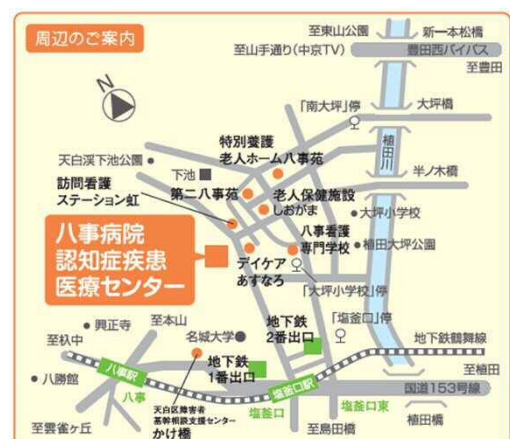 周辺のご案内
至東山公園
新一本松橋
至山手通り(中京TV)
豊田西バイパス
至豊田
N
「南大坪」停
大坪橋
特別養護
老人ホーム八事苑
植田川
天白渓下池公園
下池
半ノ木橋
訪問看護
ステーション虹
第二八事苑
老人保健施設
しおがま
大坪小学校
八事病院
認知症疾患
医療センター
八事看護
専門学校
植田大坪公園
デイケア
あすなろ
「大坪小学校」停
地下鉄
2番出口
「塩釜口」停
至本山
興正寺
名城大学
至杁中
地下鉄鶴舞線
八事駅
地下鉄
1番出口
塩釜口駅
至植田
八勝館
八事
国道153号線
天白区障害者
基幹相談支援センター
かけ橋
塩釜口
塩釜口東
至雲雀ヶ丘
至島田橋
植田橋